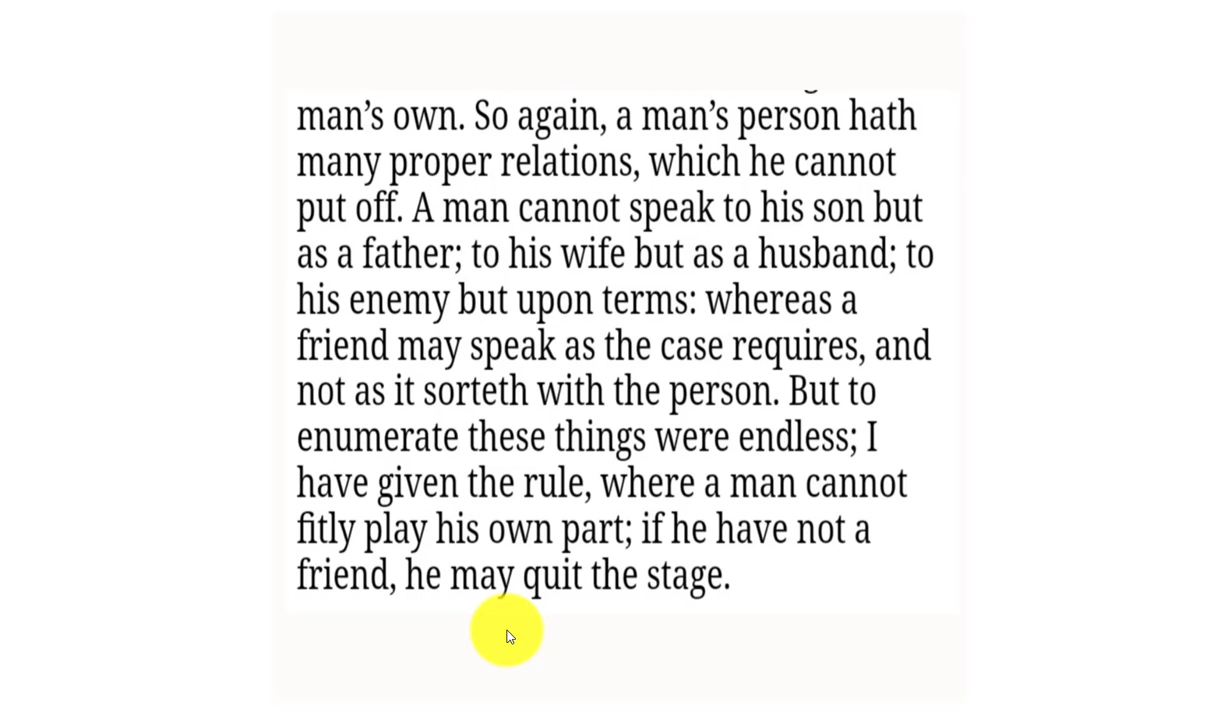 man’s own. So again, a man’s person hath
many proper relations, which he cannot
put off. A man cannot speak to his son but
as a father; to his wife but as a husband; to
his enemy but upon terms: whereas a
friend may speak as the case requires, and
not as it sorteth with the person. But to
enumerate these things were endless; I
have given the rule, where a man cannot
fitly play his own part; if he have not a
friend, he may quit the stage.